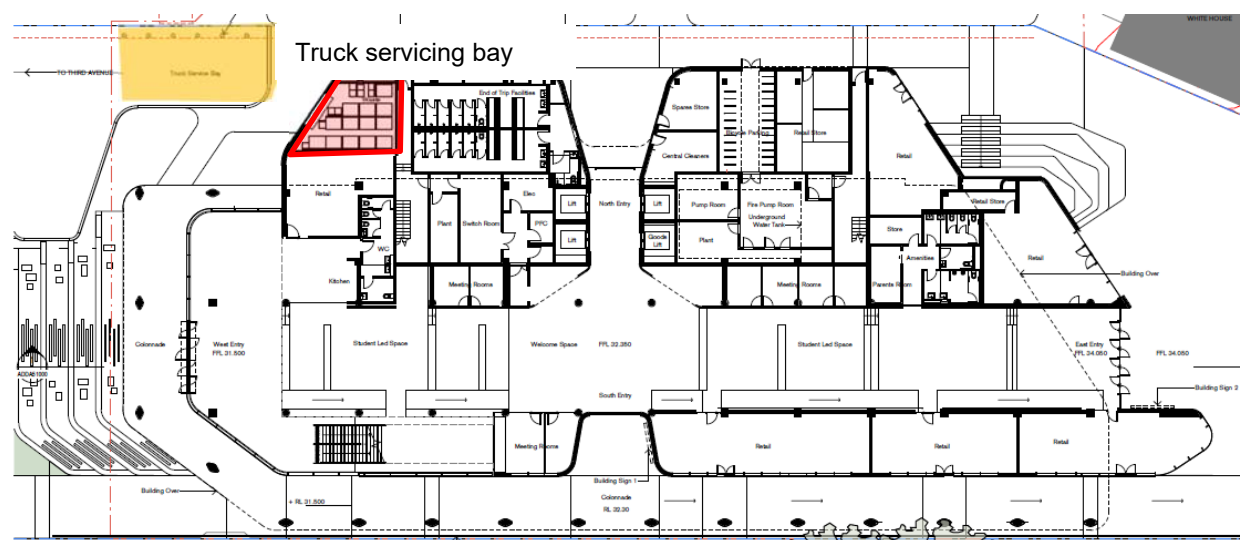 WHITE HOUSE
Truck servicing bay
TO THIRD AVENUE
Truck Service Bay
End of Trip Facilities
Spares Store
Bicycle Parking
Retail Store
Central Cleaners
Retail
Retail
Elec
Lift
North Entry
Lift
Pump Room
Fire Pump Room
Underground
Water Tank
Retail Store
Plant
Switch Room
PPC
Lift
Goods
Lift
Plant
Store
WC
Amenities
Retail
Building Over
Kitchen
Meeting Rooms
Meeting Rooms
Parents Room
Colonnade
West Entry
FFL 31.500
Student Led Space
Welcome Space
FFL 32.350
Student Led Space
East Entry
FFL 34.050
FFL 34.050
ADDA61000
Building Sign 2
South Entry
Meeting Rooms
Retail
Retail
Retail
Building Sign 1
Building Over
+ RL 31.500
Colonnade
RL 32.30